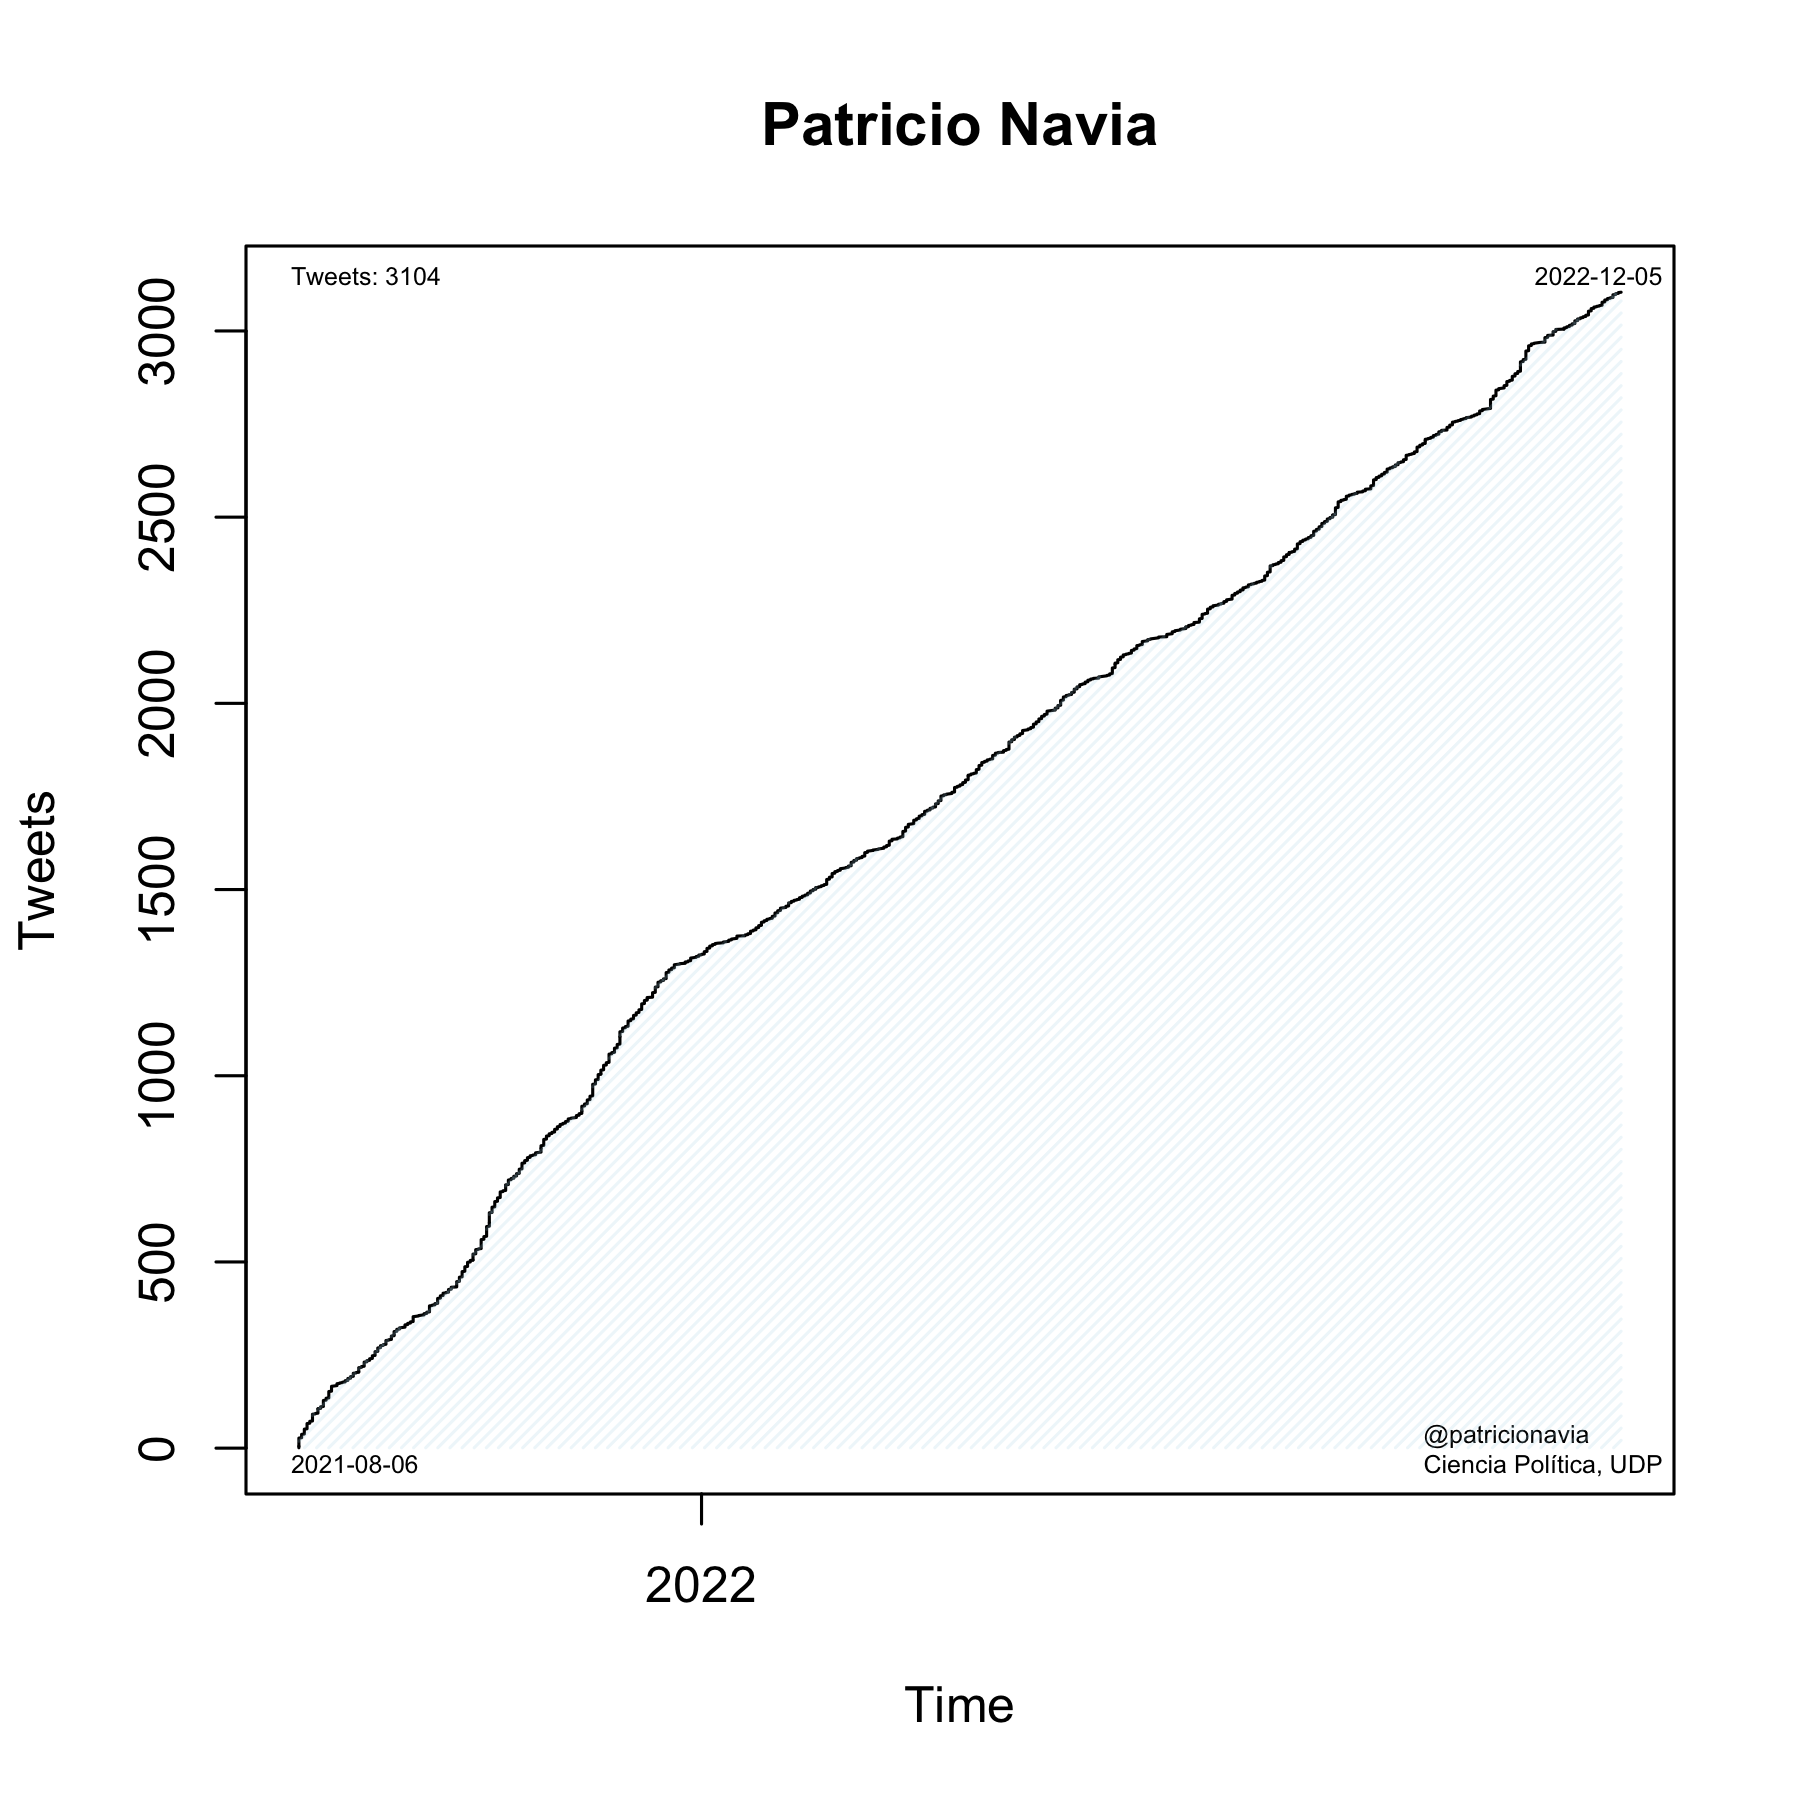 Patricio Navia
Tweets: 3104
2022-12-05
3000
2500
2000
1500
1000
500
0
Tweets
@patricionavia
Ciencia Política, UDP
2021-08-06
2022
Time